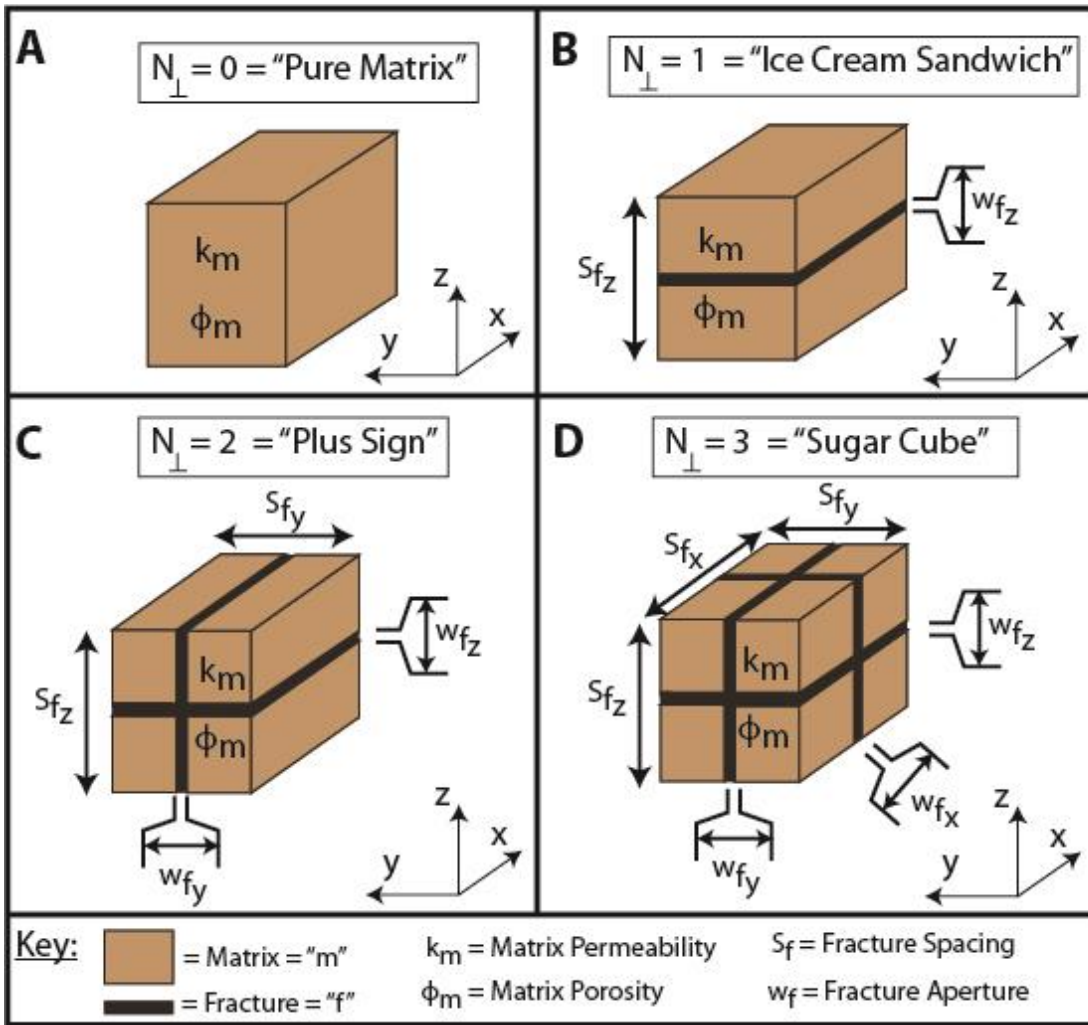 A
N⊥ = 0 = “Pure Matrix”
km
ϕm
z
x
y
B
N⊥ = 1 = “Ice Cream Sandwich”
wfz
Sfz
km
ϕm
z
x
y
C
N⊥ = 2 = “Plus Sign”
Sfy
wfz
Sfz
km
ϕm
wfy
z
x
y
D
N⊥ = 3 = “Sugar Cube”
Sfy
Sfx
wfz
Sfz
km
ϕm
wfx
wfy
z
x
y
Key:
= Matrix = “m”
km = Matrix Permeability
Sf = Fracture Spacing
= Fracture = “f”
ϕm = Matrix Porosity
wf = Fracture Aperture